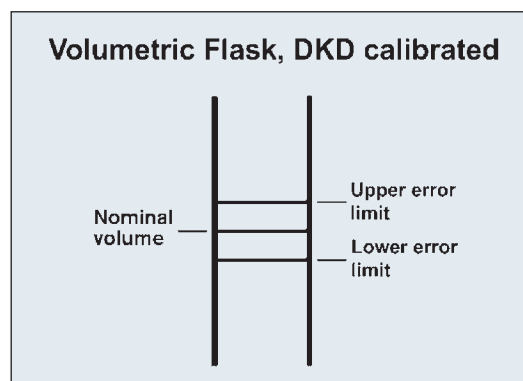 Volumetric Flask, DKD calibrated
Upper error
limit
Nominal
volume
Lower error
limit